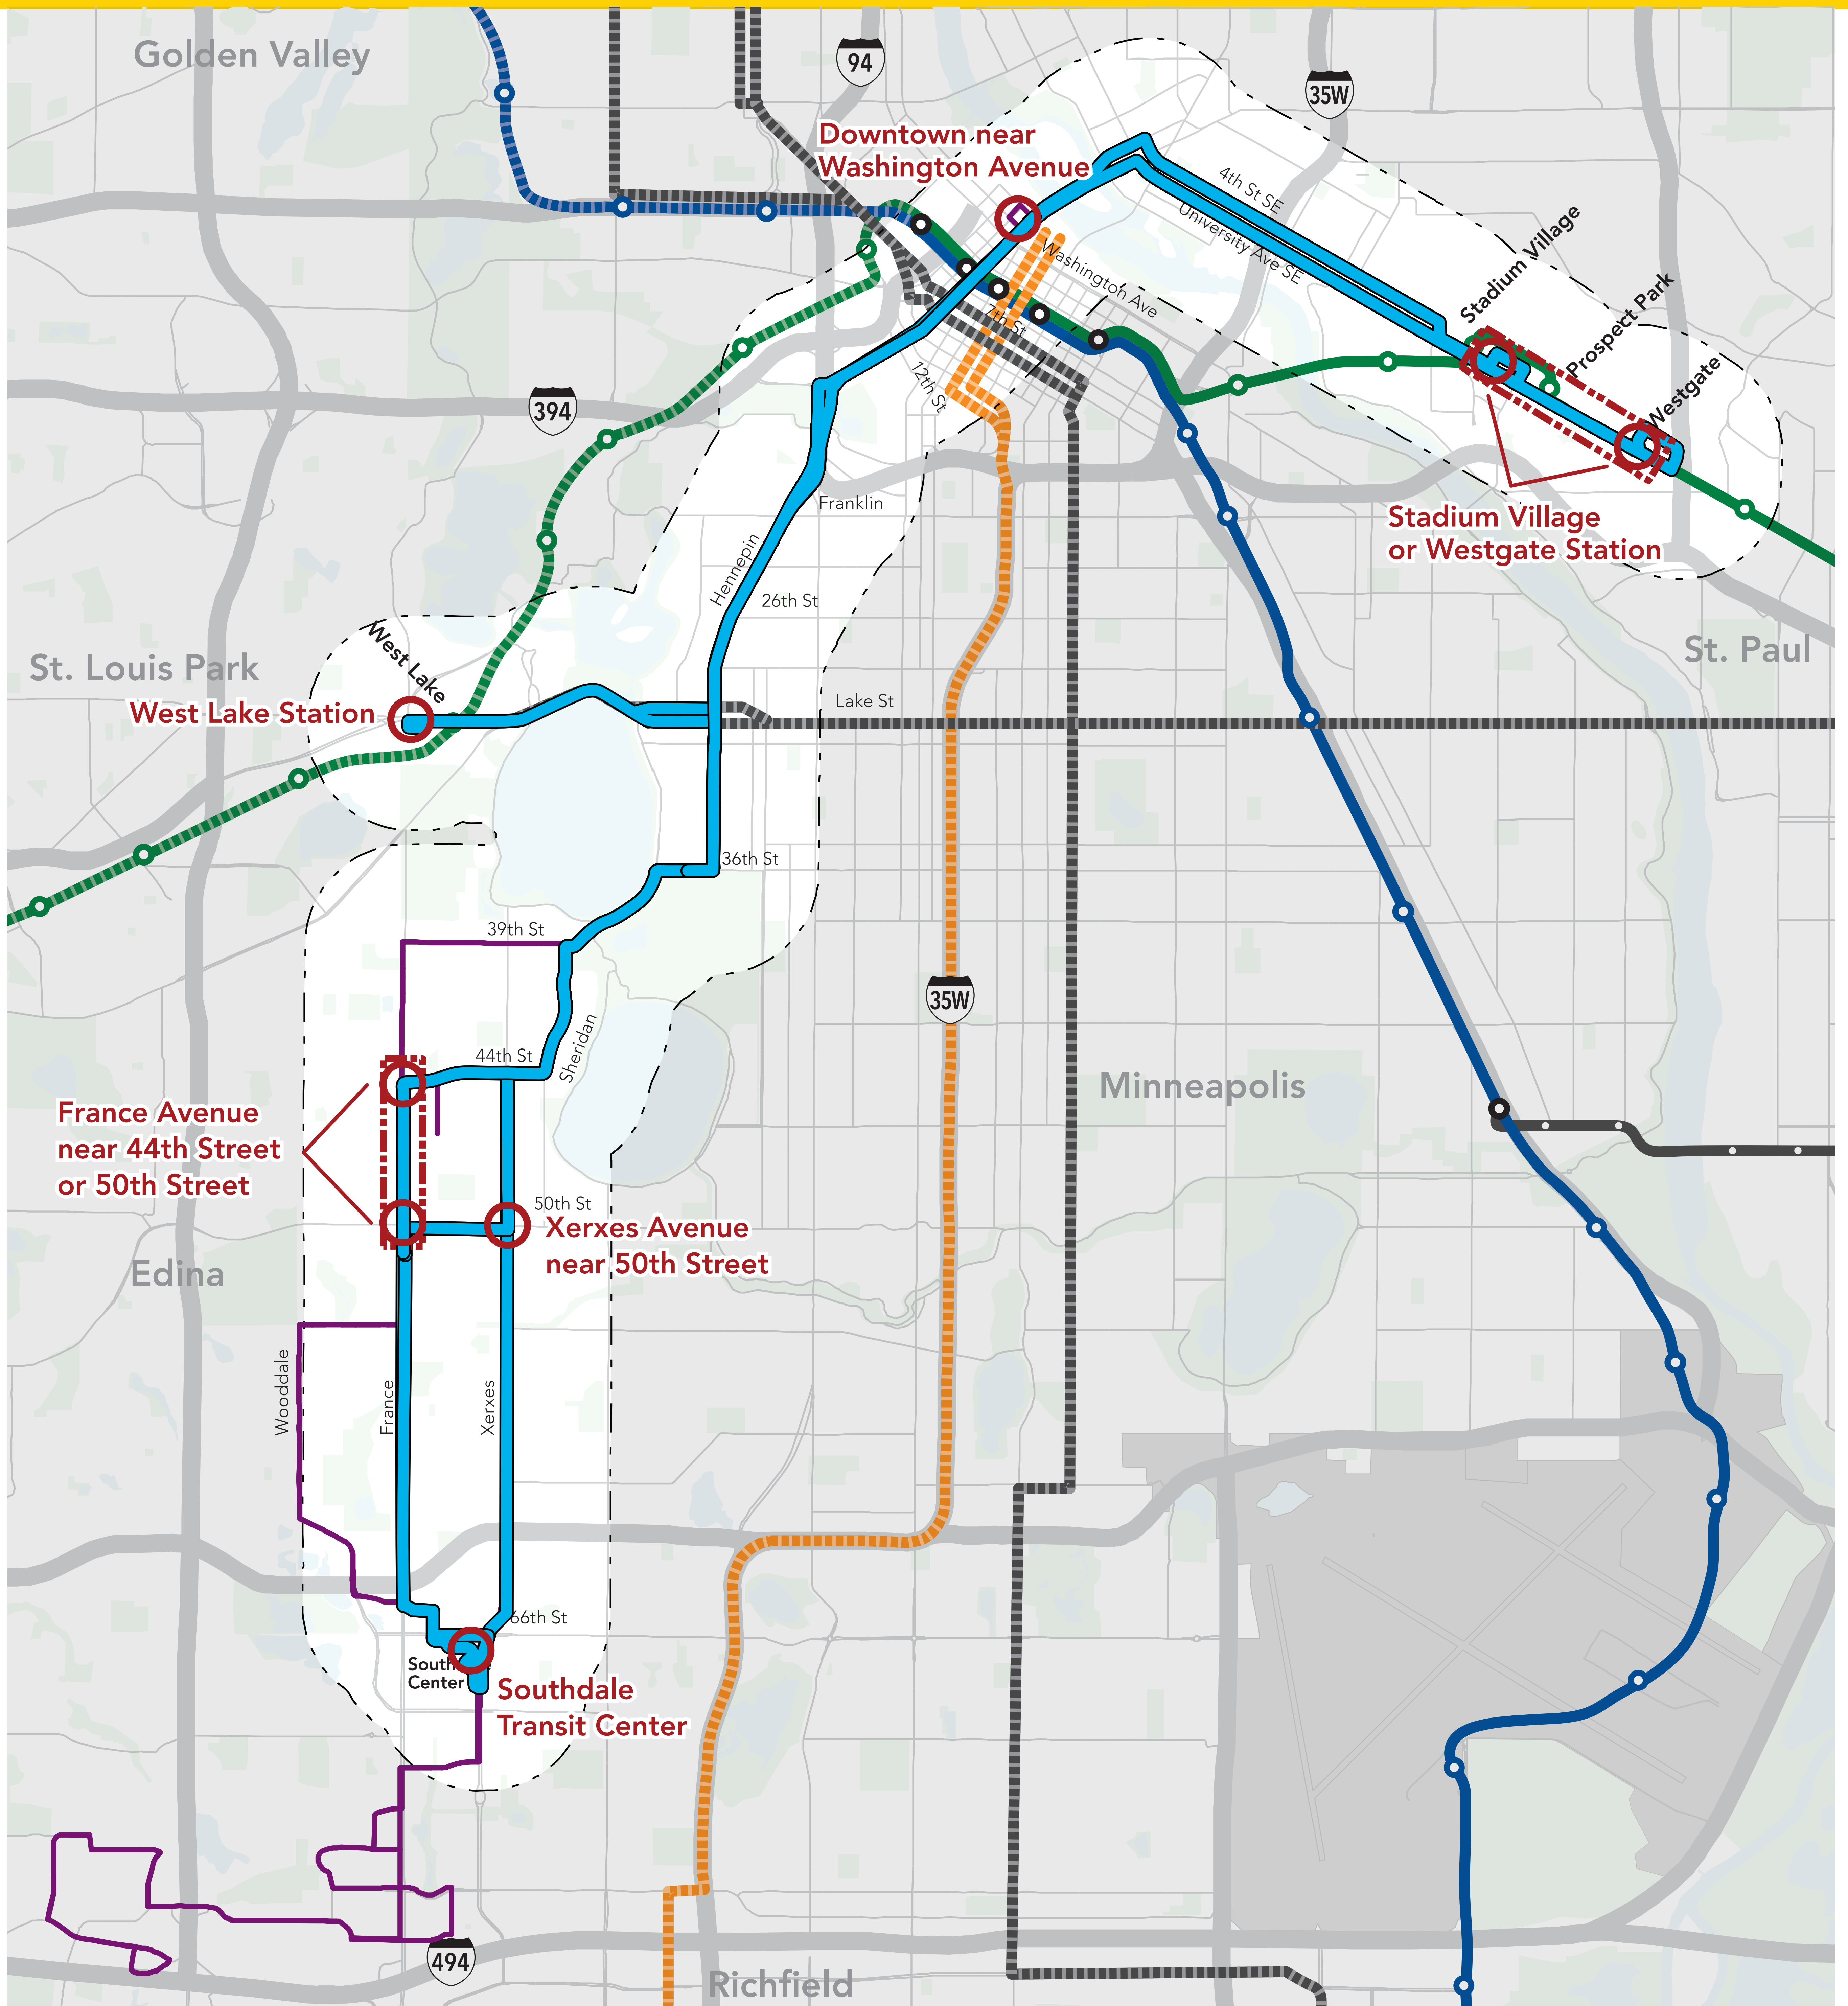 Golden Valley
94
35W
Downtown near
Washington Avenue
4th St SE
University Ave SE
Stadium Village
Washington Ave
Prospect Park
7th St
Westgate
12th St
394
Franklin
Stadium Village
or Westgate Station
Hennepin
26th St
West Lake
St. Louis Park
St. Paul
West Lake Station
Lake St
36th St
39th St
35W
Sheridan
44th St
Minneapolis
France Avenue
near 44th Street
or 50th Street
50th St
Xerxes Avenue
near 50th Street
Edina
Wooddale
France
Xerxes
66th St
Center
Southdale
Transit Center
494
Richfield